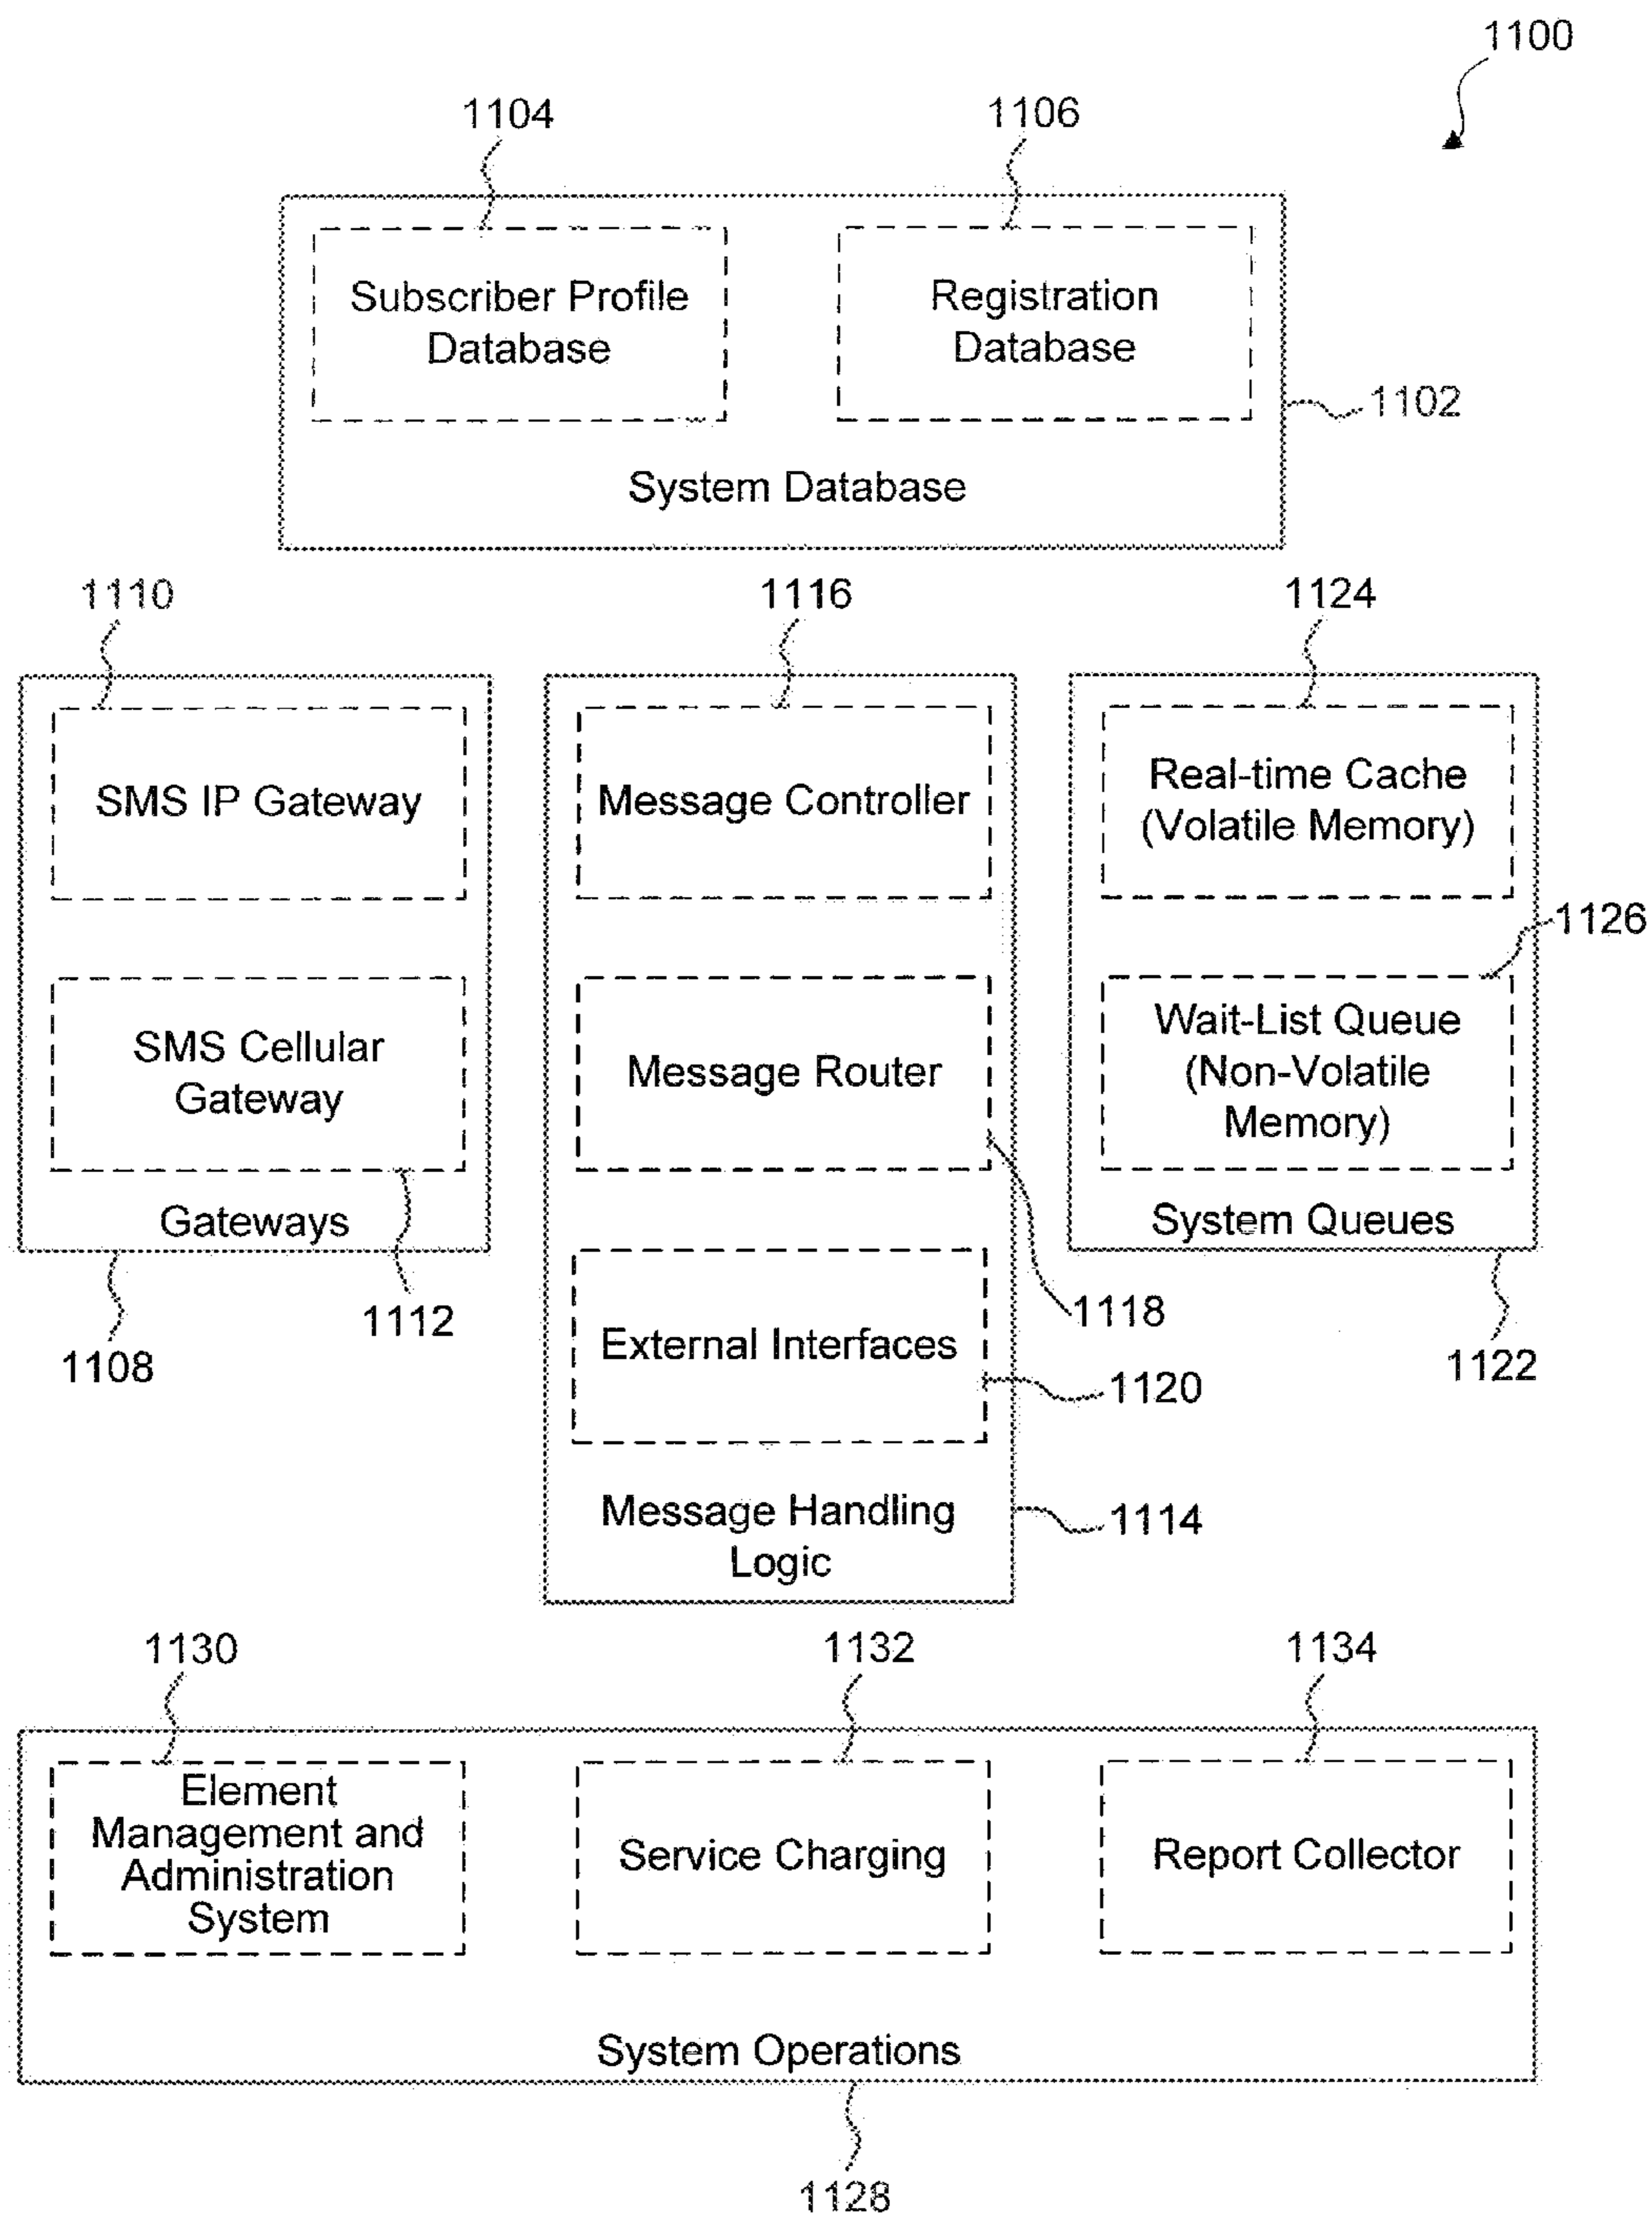 1100
1104
1106
Subscriber Profile
Database
Registration
Database
1102
System Database
1110
1116
1124
SMS IP Gateway
Message Controller
Real-time Cache
(Volatile Memory)
1126
SMS Cellular
Gateway
Message Router
Wait-List Queue
(Non-Volatile
Memory)
Gateways
System Queues
1112
1118
1108
External Interfaces
1120
1122
Message Handling
Logic
1114
1130
1132
1134
Element
Management and
Administration
System
Service Charging
Report Collector
System Operations
1128